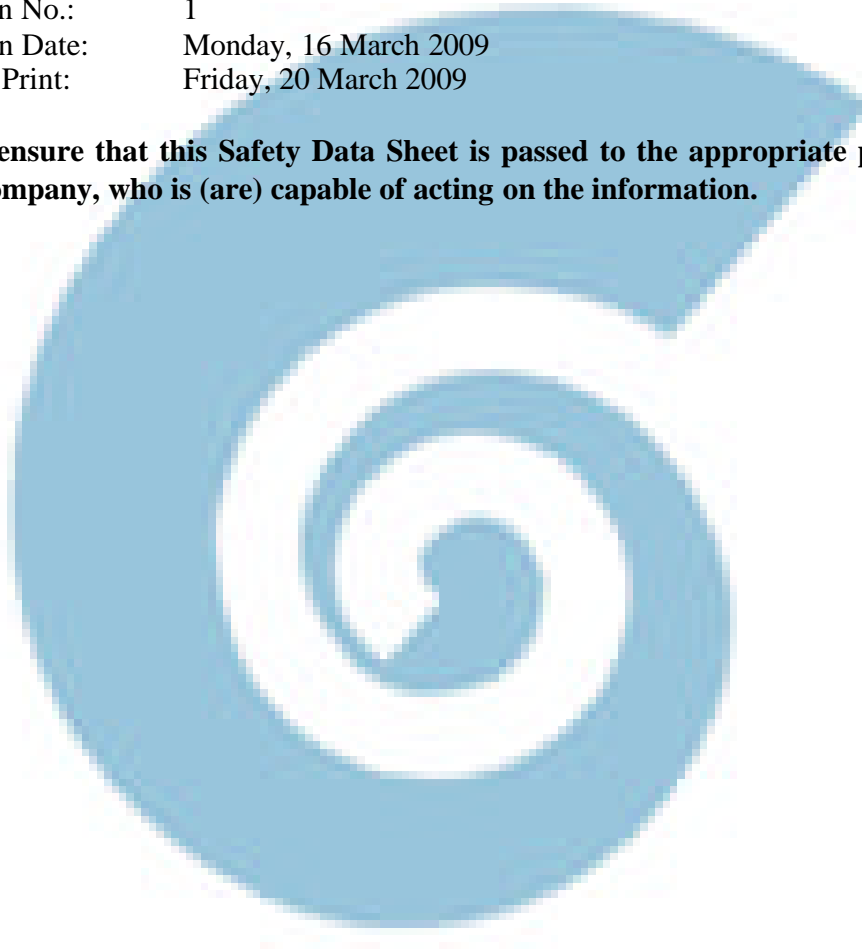 n No.: 1
n Date: Monday, 16 March 2009
Print: Friday, 20 March 2009
ensure that this Safety Data Sheet is passed to the appropriate p
ompany, who is (are) capable of acting on the information.